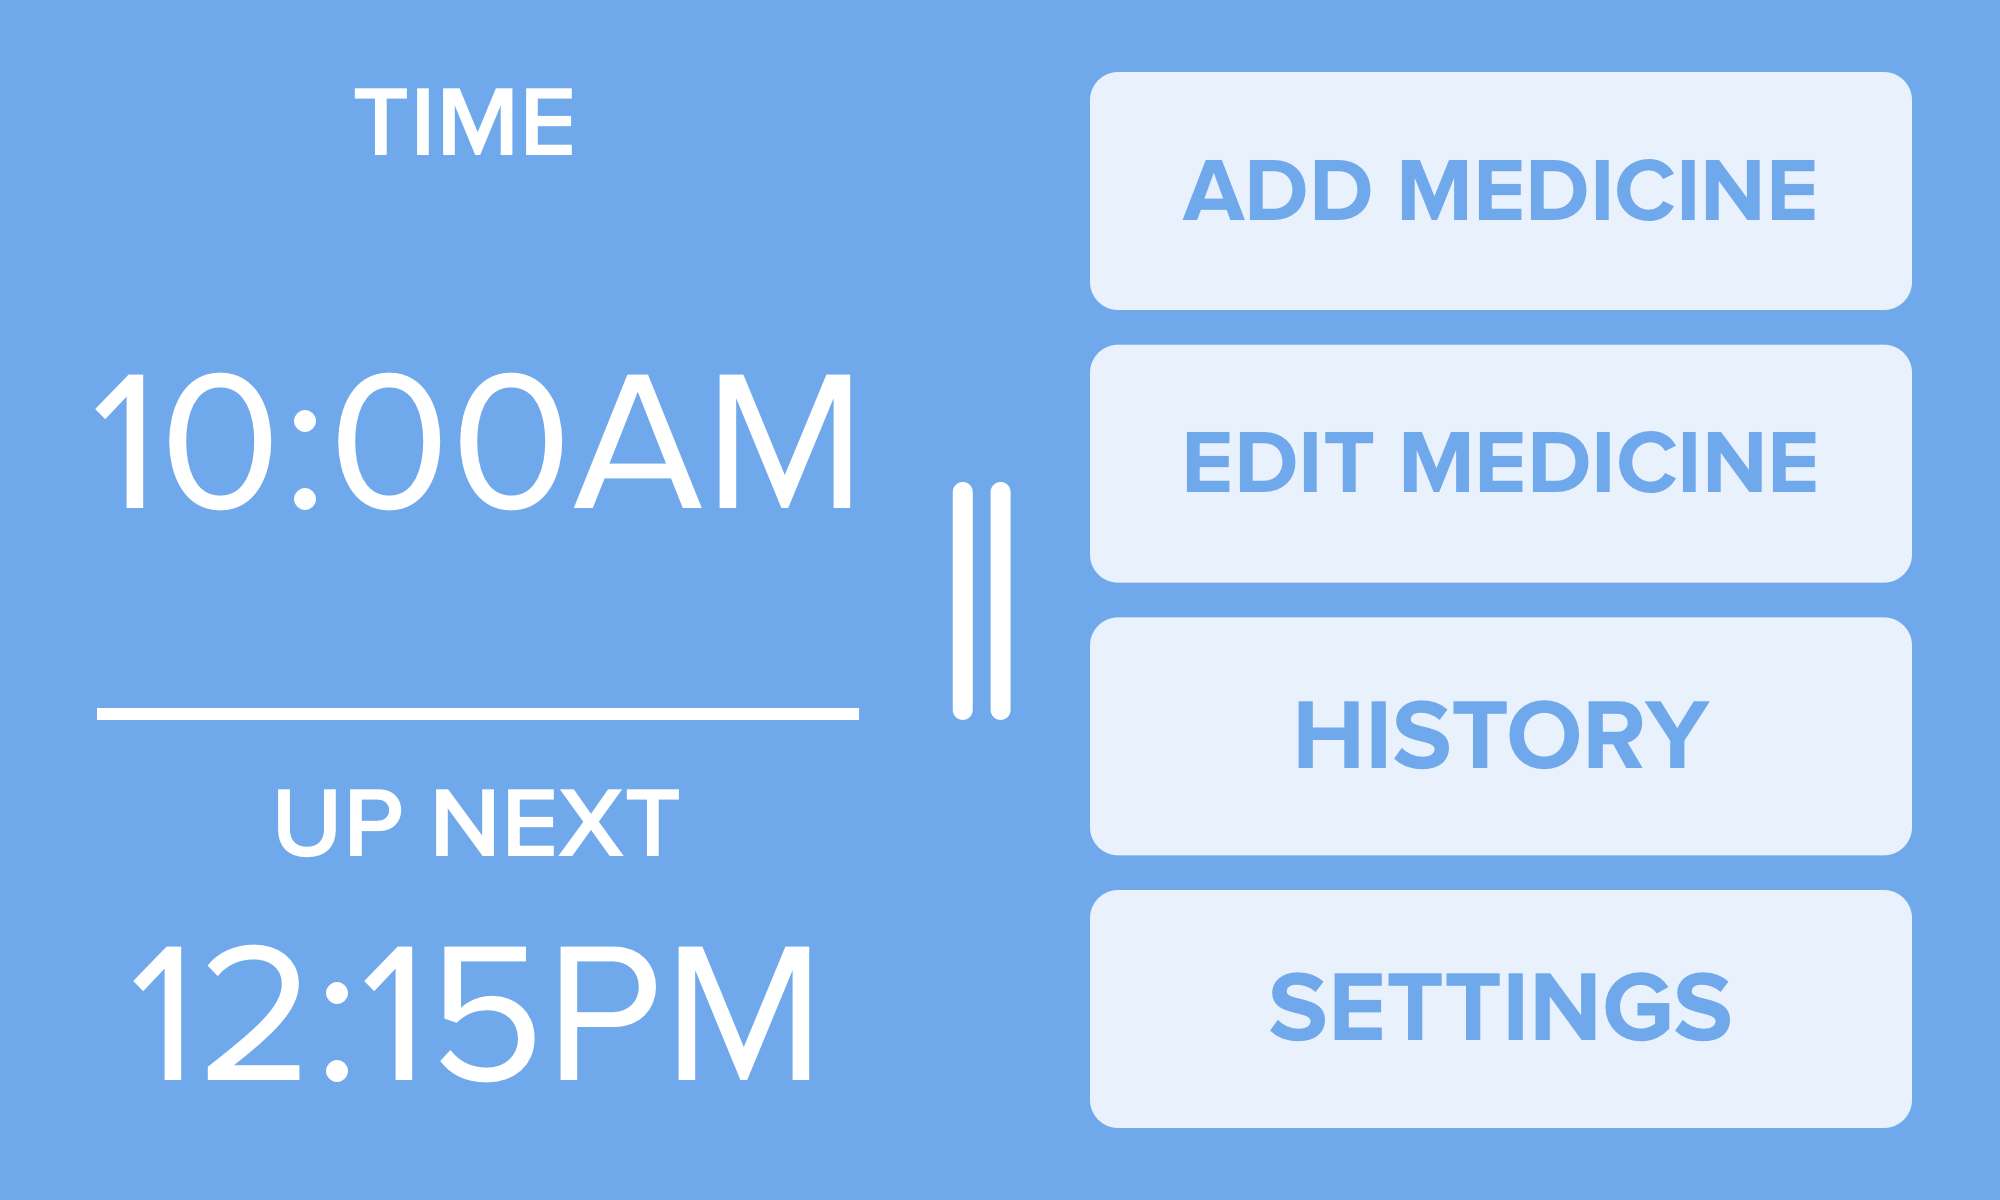 TIME
10:00AM
UP NEXT
12:15PM
ADD MEDICINE
EDIT MEDICINE
HISTORY
SETTINGS